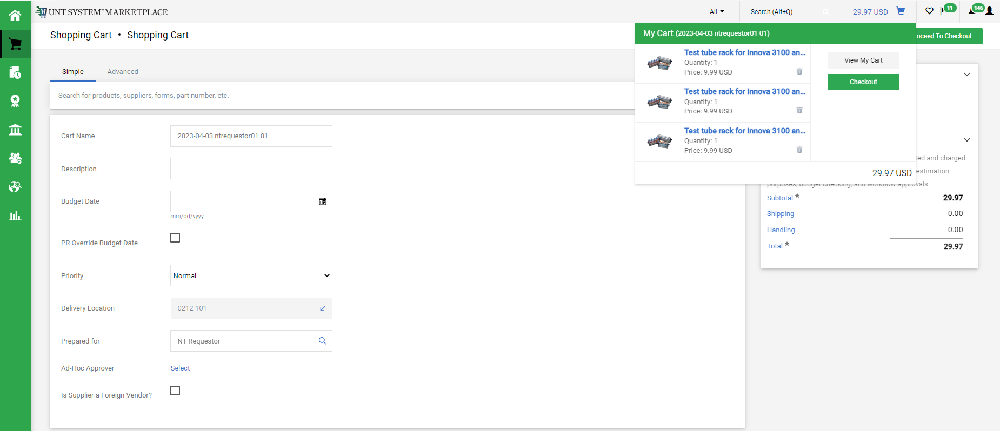 UNT SYSTEM™ MARKETPLACE
All
Search (Alt+Q)
29.97 USD
11
146
Shopping Cart • Shopping Cart
oceed To Checkout
My Cart (2023-04-03 ntrequestor01 01)
Test tube rack for Innova 3100 an...
Quantity: 1
Price: 9.99 USD
Test tube rack for Innova 3100 an...
Quantity: 1
Price: 9.99 USD
Test tube rack for Innova 3100 an...
Quantity: 1
Price: 9.99 USD
29.97 USD
View My Cart
Checkout
Simple
Advanced
Search for products, suppliers, forms, part number, etc.
Cart Name
2023-04-03 ntrequestor01 01
Description
Budget Date
mm/dd/yyyy
PR Override Budget Date
Priority
Normal
Delivery Location
0212 101
Prepared for
NT Requestor
Ad-Hoc Approver
Select
Is Supplier a Foreign Vendor?
ted and charged
estimation
purposes, budget checking, and workflow approvals.
Subtotal ★ 29.97
Shipping 0.00
Handling 0.00
Total ★ 29.97